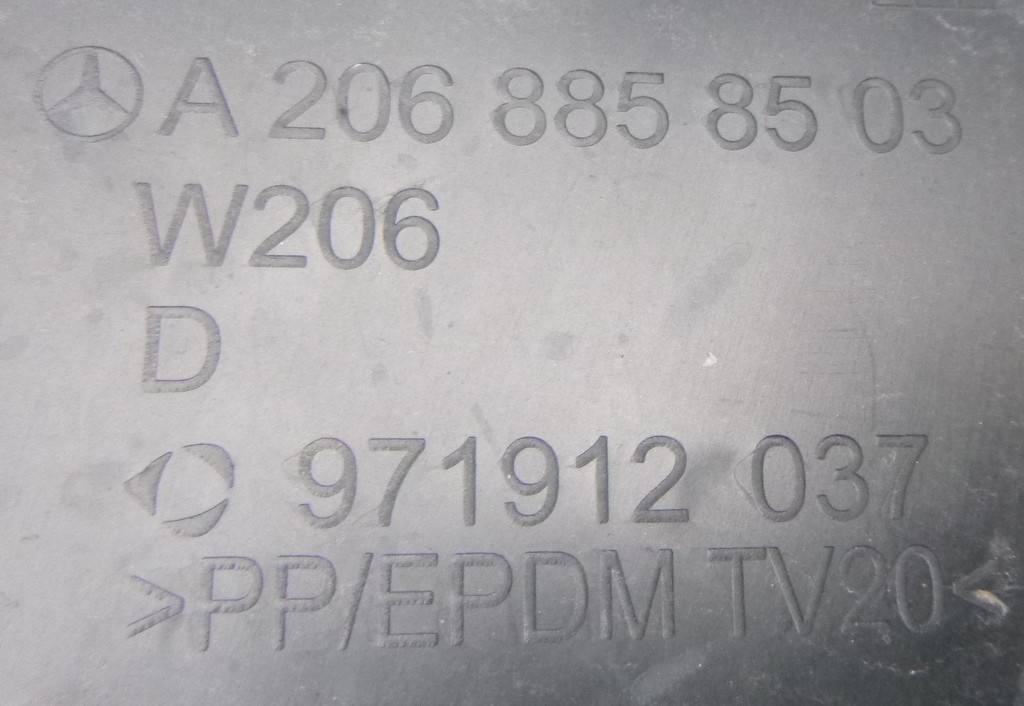 A 206 885 85 03
W206
D
971912 037
>PP/EPDM TV20<